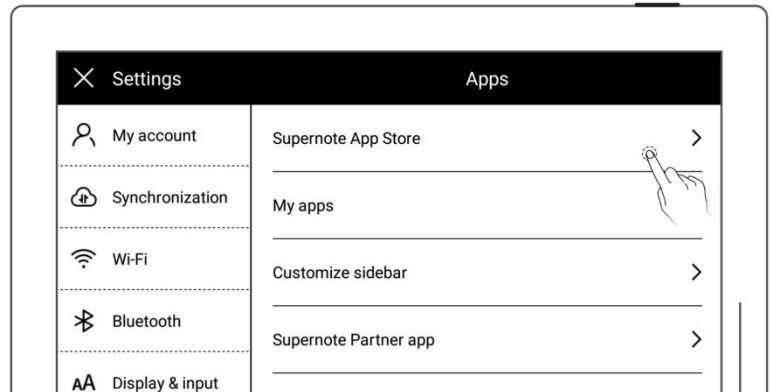 Settings
Apps
My account
Synchronization
Wi-Fi
Bluetooth
AA Display & input
Supernote App Store
My apps
Customize sidebar
Supernote Partner app